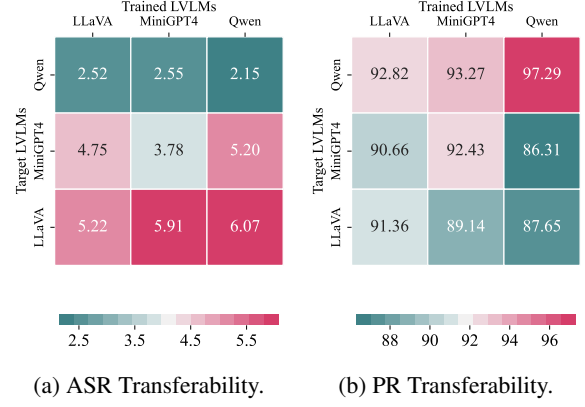 Trained LVLMs
LLaVA MiniGPT4 Qwen
Target LVLMs
Qwen
MiniGPT4
LLaVA
2.52 2.55 2.15
4.75 3.78 5.20
5.22 5.91 6.07
2.5 3.5 4.5 5.5
(a) ASR Transferability.
Trained LVLMs
LLaVA MiniGPT4 Qwen
Target LVLMs
Qwen
MiniGPT4
LLaVA
92.82 93.27 97.29
90.66 92.43 86.31
91.36 89.14 87.65
88 90 92 94 96
(b) PR Transferability.